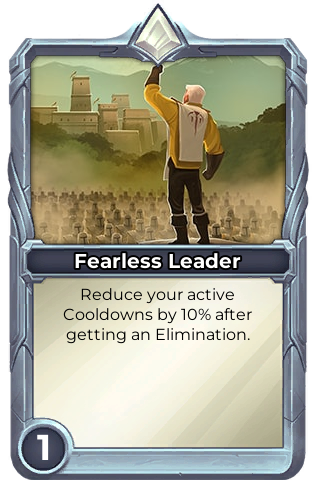 Fearless Leader
Reduce your active
Cooldowns by 10% after
getting an Elimination.
1